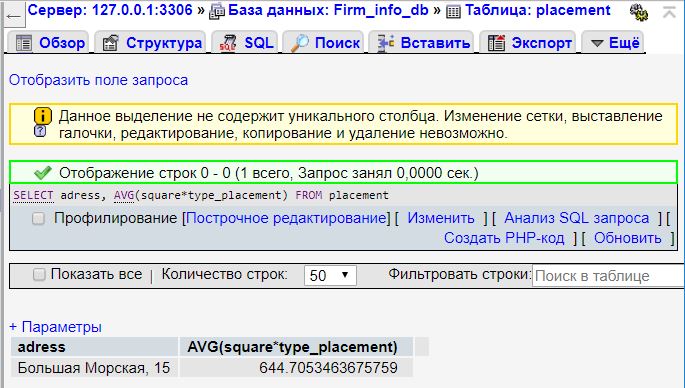 ← Сервер: 127.0.0.1:3306 » База данных: Firm_info_db » Таблица: placement
Обзор Структура SQL Поиск Вставить Экспорт Ещё
Отобразить поле запроса
Данное выделение не содержит уникального столбца. Изменение сетки, выставление
галочки, редактирование, копирование и удаление невозможно.
Отображение строк 0 - 0 (1 всего, Запрос занял 0,0000 сек.)
SELECT adress, AVG(square*type_placement) FROM placement
Профилирование [Построчное редактирование] [ Изменить ] [ Анализ SQL запроса ] [
Создать PHP-код ] [ Обновить ]
Показать все | Количество строк: 50 Фильтровать строки: Поиск в таблице
+ Параметры
adress AVG(square*type_placement)
Большая Морская, 15 644.7053463675759